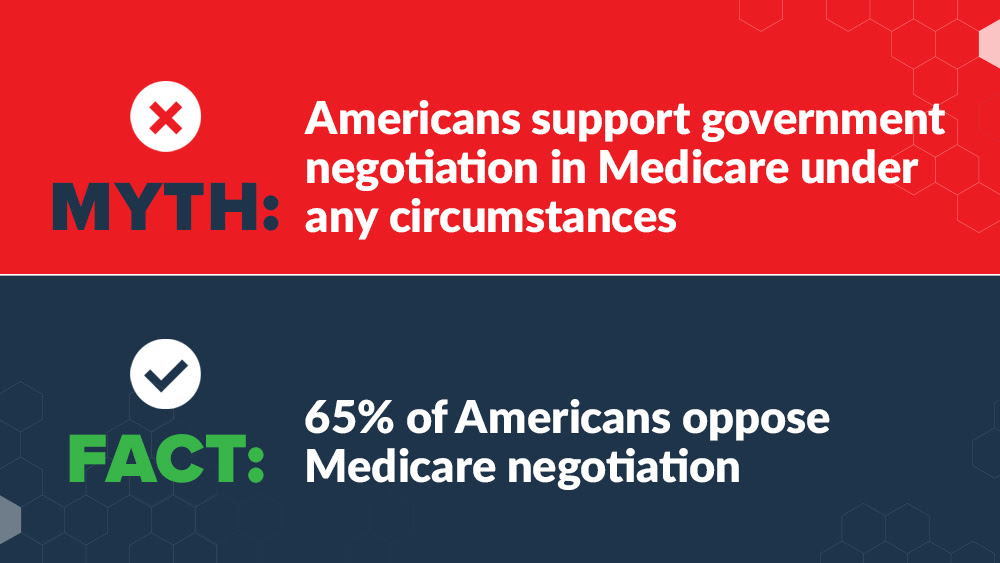 MYTH:
Americans support government
negotiation in Medicare under
any circumstances
FACT:
65% of Americans oppose
Medicare negotiation